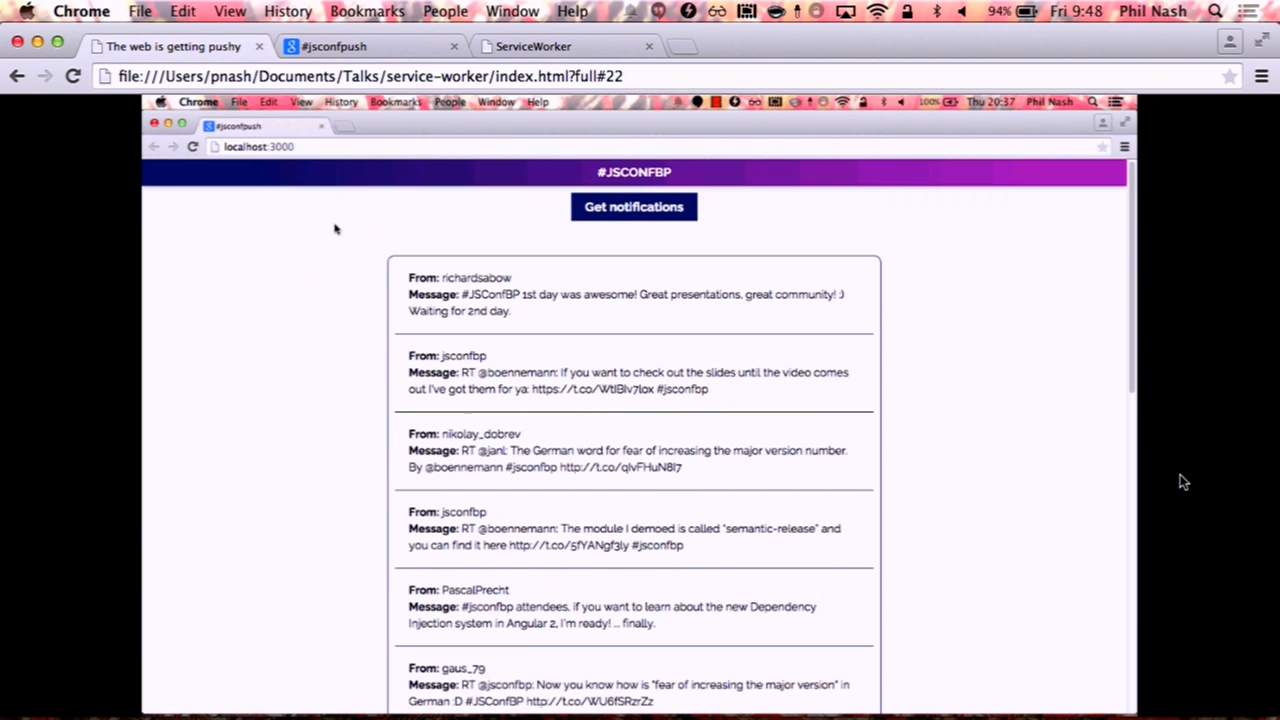 Chrome File Edit View History Bookmarks People Window Help 94% Fri 9:48 Phil Nash
The web is getting pushy #jsconfpush ServiceWorker
file:///Users/pnash/Documents/Talks/service-worker/index.html?full#22
Chrome File Edit View History Bookmarks People Window Help 100% Thu 20:37 Phil Nash
#jsconfpush
localhost:3000
#JSCONFBP
Get notifications
From: richardsabow
Message: #JSConfBP 1st day was awesome! Great presentations, great community! :)
Waiting for 2nd day.
From: jsconfbp
Message: RT @boennemann: If you want to check out the slides until the video comes
out I've got them for ya: #jsconfbp
From: nikolay_dobrev
Message: RT @janl: The German word for fear of increasing the major version number.
By @boennemann #jsconfbp
From: jsconfbp
Message: RT @boennemann: The module I demoed is called "semantic-release" and
you can find it here http://t.co/5fYANgf3ly #jsconfbp
From: PascalPrecht
Message: #jsconfbp attendees, if you want to learn about the new Dependency
Injection system in Angular 2, I'm ready! ... finally.
From: gaus_79
Message: RT @jsconfbp: Now you know how is "fear of increasing the major version" in
German :D #JSConfBP http://t.co/WU6fSRzrZz